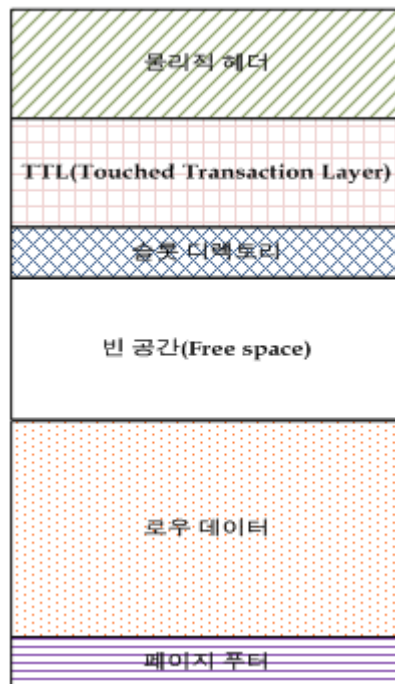 물리적 헤더
TTL(Touched Transaction Layer)
슬롯 디렉토리
빈 공간(Free space)
로우 데이터
페이지 푸터